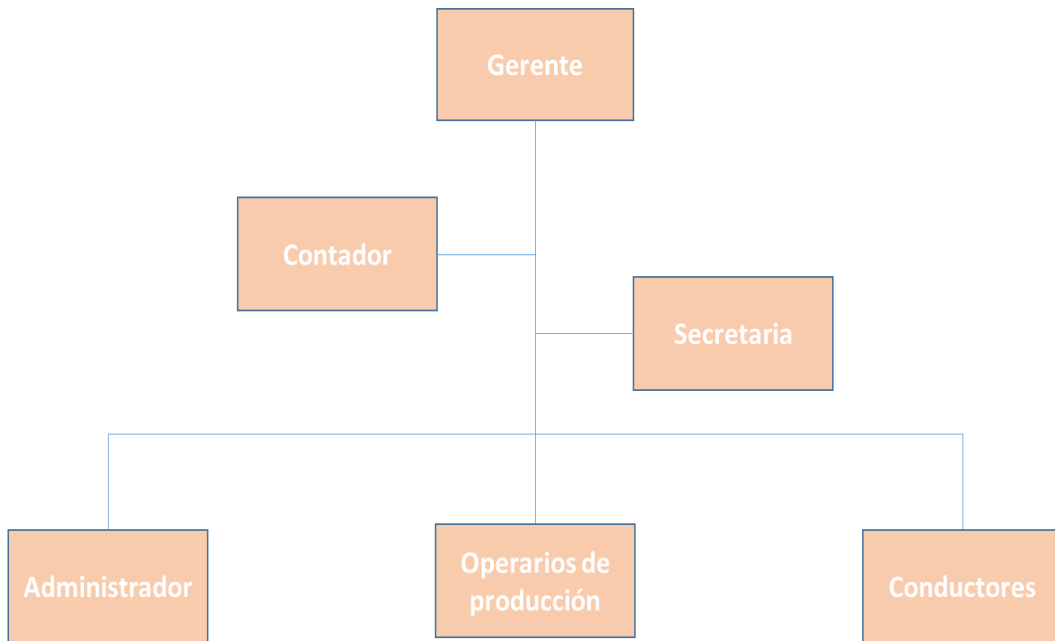 Gerente
Contador
Secretaria
Administrador
Operarios de
producción
Conductores